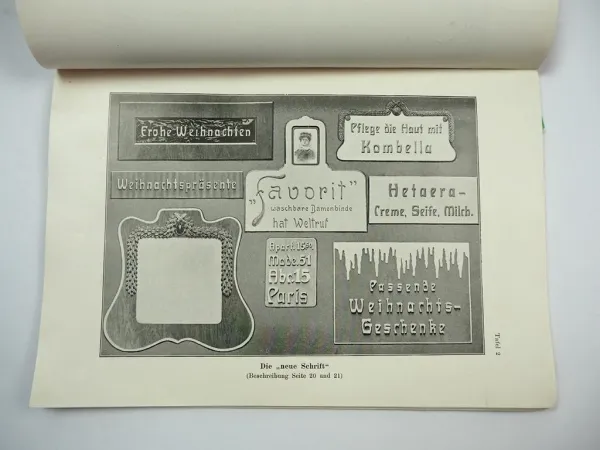 Frohe Weihnachten
Pflege die Haut mit
Kombella
Weihnachtspräsente
„Favorit“
waschbare Damenbinde
hat Weltruf
Hetaera-
Creme, Seife, Milch.
Apart 1580
Mode 51
Abc 15
Paris
Passende
Weihnachts-
Geschenke
Tafel 2
Die „neue Schrift“
(Beschreibung Seite 20 und 21)